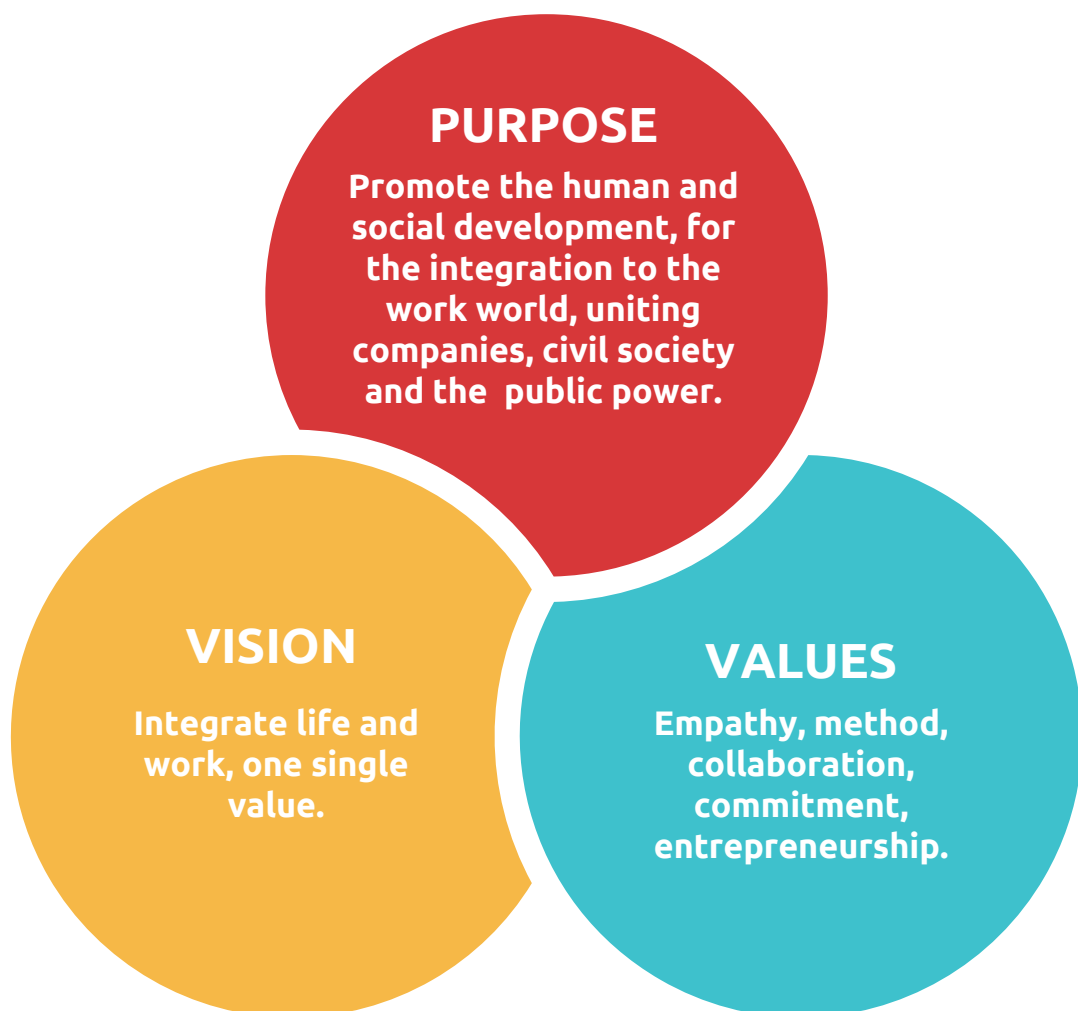 PURPOSE
Promote the human and
social development, for
the integration to the
work world, uniting
companies, civil society
and the  public power.
VISION
Integrate life and
work, one single
value.
VALUES
Empathy, method,
collaboration,
commitment,
entrepreneurship.